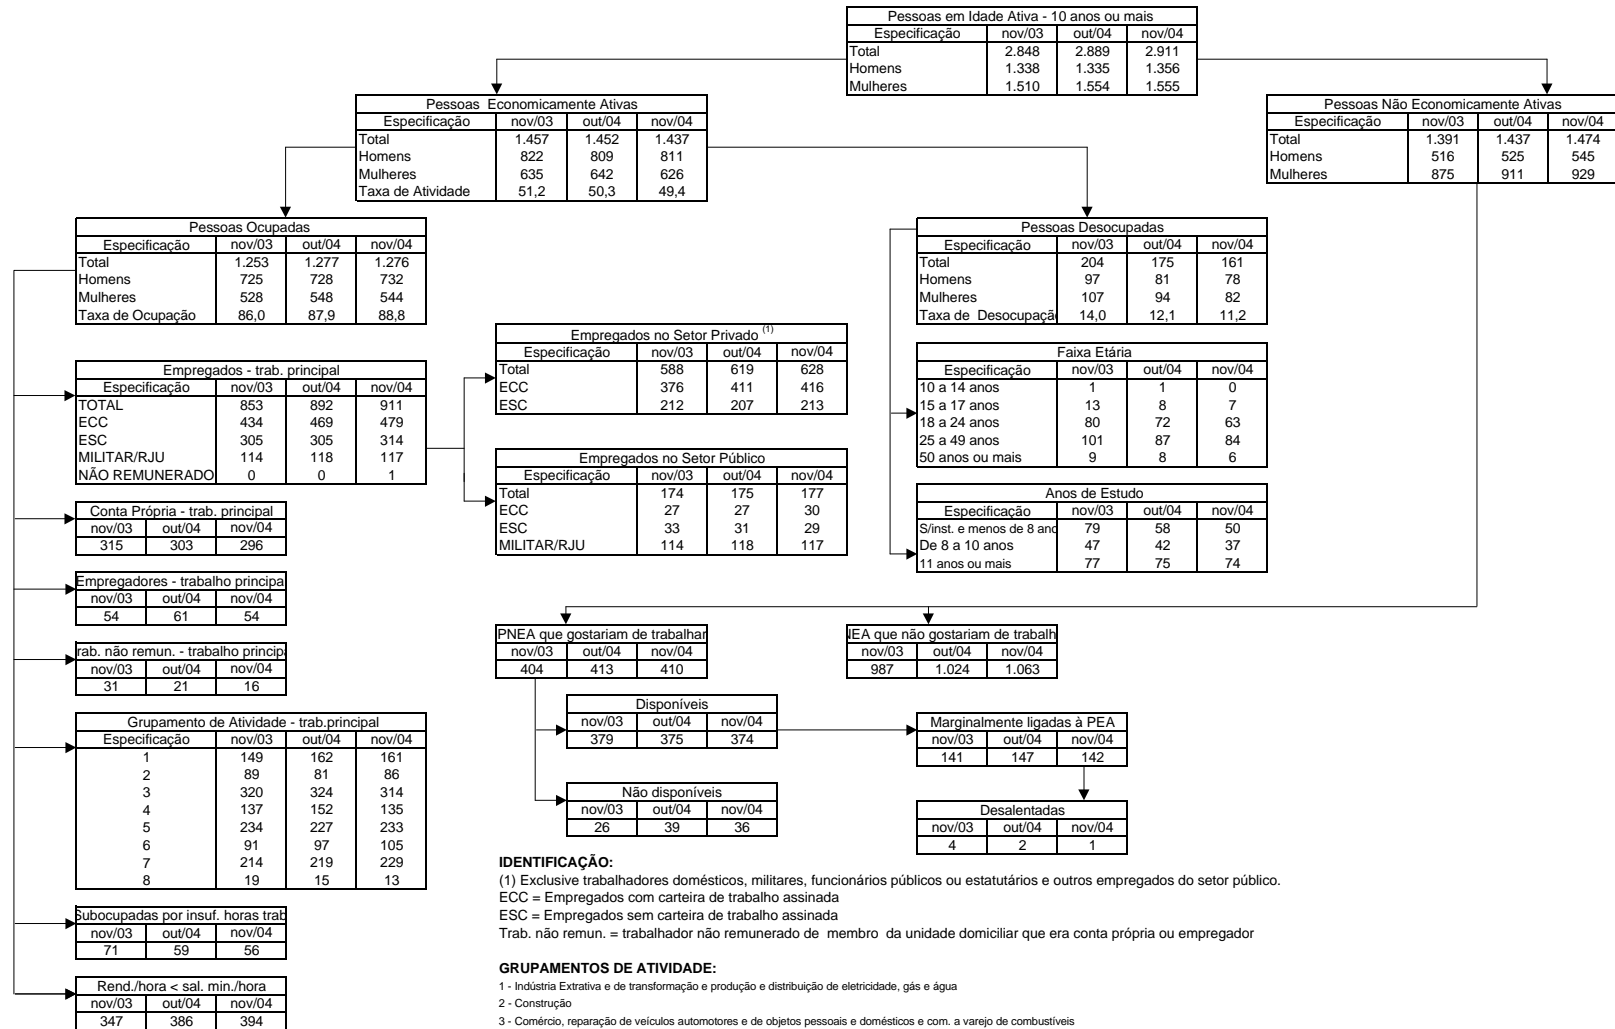 Pessoas em Idade Ativa - 10 anos ou mais
Especificação nov/03 out/04 nov/04
Total 2.848 2.889 2.911
Homens 1.338 1.335 1.356
Mulheres 1.510 1.554 1.555
Pessoas Economicamente Ativas
Especificação nov/03 out/04 nov/04
Total 1.457 1.452 1.437
Homens 822 809 811
Mulheres 635 642 626
Taxa de Atividade 51,2 50,3 49,4
Pessoas Não Economicamente Ativas
Especificação nov/03 out/04 nov/04
Total 1.391 1.437 1.474
Homens 516 525 545
Mulheres 875 911 929
Pessoas Ocupadas
Especificação nov/03 out/04 nov/04
Total 1.253 1.277 1.276
Homens 725 728 732
Mulheres 528 548 544
Taxa de Ocupação 86,0 87,9 88,8
Pessoas Desocupadas
Especificação nov/03 out/04 nov/04
Total 204 175 161
Homens 97 81 78
Mulheres 107 94 82
Taxa de Desocupaçã 14,0 12,1 11,2
Empregados - trab. principal
Especificação nov/03 out/04 nov/04
TOTAL 853 892 911
ECC 434 469 479
ESC 305 305 314
MILITAR/RJU 114 118 117
NÃO REMUNERADO 0 0 1
Empregados no Setor Privado (1)
Especificação nov/03 out/04 nov/04
Total 588 619 628
ECC 376 411 416
ESC 212 207 213
Empregados no Setor Público
Especificação nov/03 out/04 nov/04
Total 174 175 177
ECC 27 27 30
ESC 33 31 29
MILITAR/RJU 114 118 117
Faixa Etária
Especificação nov/03 out/04 nov/04
10 a 14 anos 1 1 0
15 a 17 anos 13 8 7
18 a 24 anos 80 72 63
25 a 49 anos 101 87 84
50 anos ou mais 9 8 6
Anos de Estudo
Especificação nov/03 out/04 nov/04
S/inst. e menos de 8 ano 79 58 50
De 8 a 10 anos 47 42 37
11 anos ou mais 77 75 74
Conta Própria - trab. principal
nov/03 out/04 nov/04
315 303 296
Empregadores - trabalho principa
nov/03 out/04 nov/04
54 61 54
rab. não remun. - trabalho princip
nov/03 out/04 nov/04
31 21 16
Grupamento de Atividade - trab.principal
Especificação nov/03 out/04 nov/04
1 149 162 161
2 89 81 86
3 320 324 314
4 137 152 135
5 234 227 233
6 91 97 105
7 214 219 229
8 19 15 13
Subocupadas por insuf. horas trab
nov/03 out/04 nov/04
71 59 56
Rend./hora < sal. min./hora
nov/03 out/04 nov/04
347 386 394
PNEA que gostariam de trabalhar
nov/03 out/04 nov/04
404 413 410
NEA que não gostariam de trabalh
nov/03 out/04 nov/04
987 1.024 1.063
Disponíveis
nov/03 out/04 nov/04
379 375 374
Marginalmente ligadas à PEA
nov/03 out/04 nov/04
141 147 142
Não disponíveis
nov/03 out/04 nov/04
26 39 36
Desalentadas
nov/03 out/04 nov/04
4 2 1
IDENTIFICAÇÃO:
(1) Exclusive trabalhadores domésticos, militares, funcionários públicos ou estatutários e outros empregados do setor público.
ECC = Empregados com carteira de trabalho assinada
ESC = Empregados sem carteira de trabalho assinada
Trab. não remun. = trabalhador não remunerado de membro da unidade domiciliar que era conta própria ou empregador
GRUPAMENTOS DE ATIVIDADE:
1 - Indústria Extrativa e de transformação e produção e distribuição de eletricidade, gás e água
2 - Construção
3 - Comércio, reparação de veículos automotores e de objetos pessoais e domésticos e com. a varejo de combustíveis